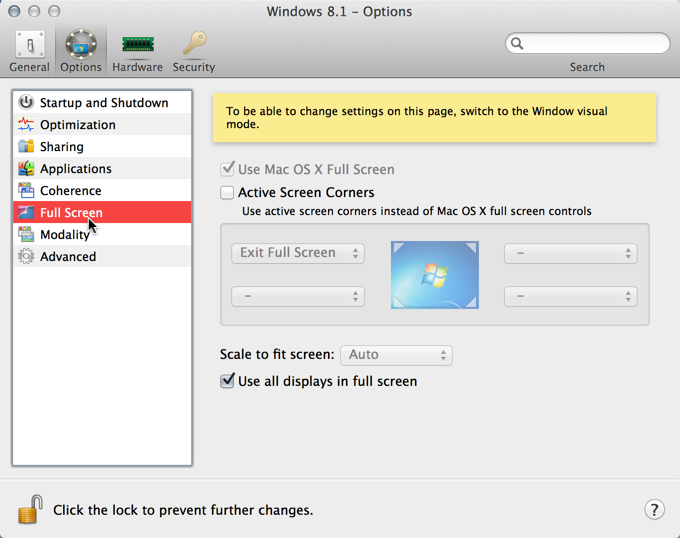 Windows 8.1 – Options
General
Options
Hardware
Security
Search
Startup and Shutdown
Optimization
Sharing
Applications
Coherence
Full Screen
Modality
Advanced
To be able to change settings on this page, switch to the Window visual
mode.
Use Mac OS X Full Screen
Active Screen Corners
Use active screen corners instead of Mac OS X full screen controls
Exit Full Screen
–
–
–
Scale to fit screen: Auto
Use all displays in full screen
Click the lock to prevent further changes.
?